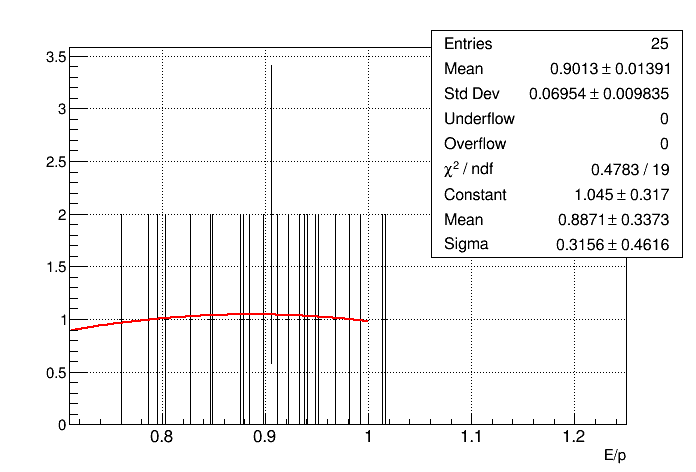 Entries 25
Mean 0.9013 ± 0.01391
Std Dev 0.06954 ± 0.009835
Underflow 0
Overflow 0
χ² / ndf 0.4783 / 19
Constant 1.045 ± 0.317
Mean 0.8871 ± 0.3373
Sigma 0.3156 ± 0.4616
3.5
3
2.5
2
1.5
1
0.5
0
0.8 0.9 1 1.1 1.2
E/p